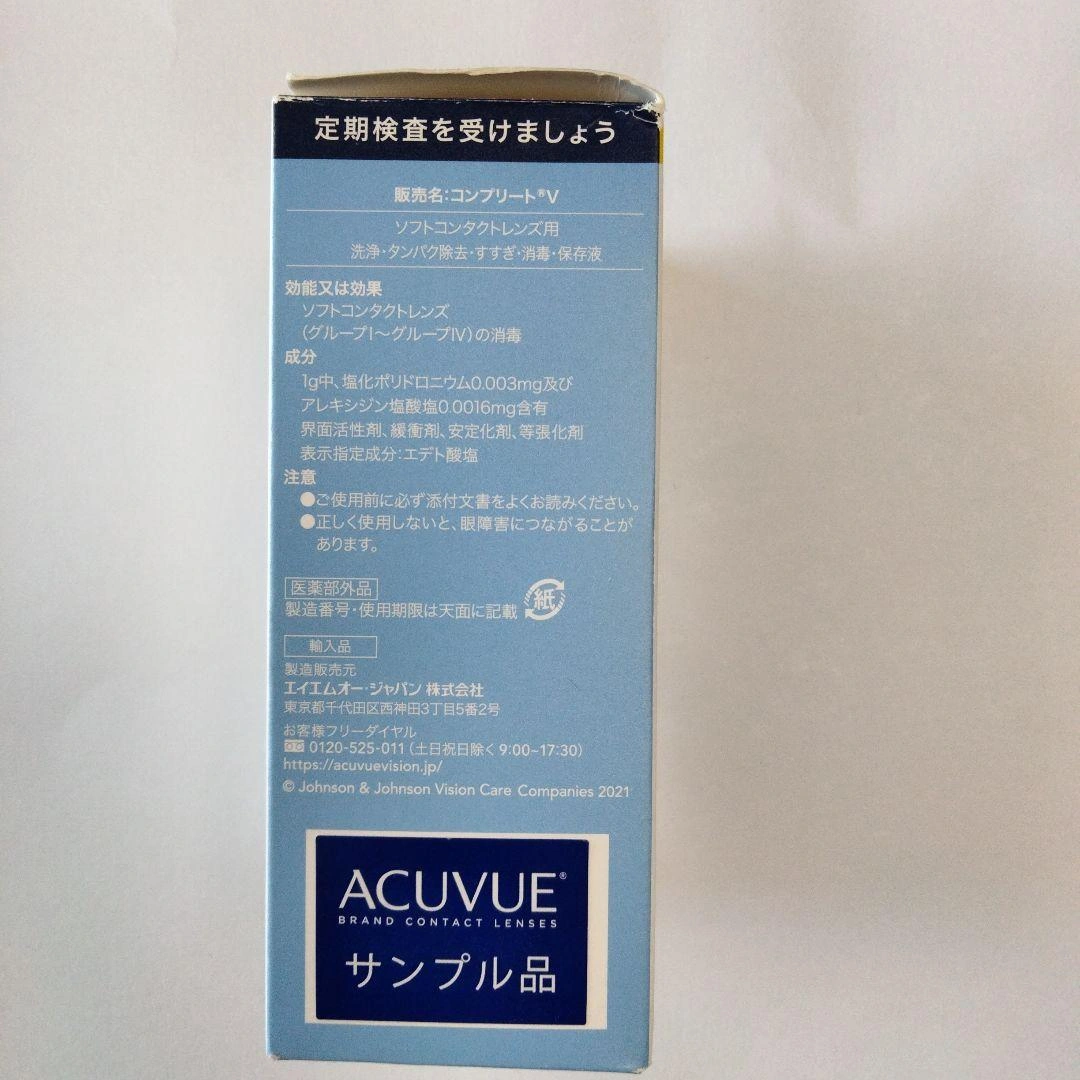 定期検査を受けましょう
販売名:コンプリート®V
ソフトコンタクトレンズ用
洗浄・タンパク除去・すすぎ・消毒・保存液
効能又は効果
ソフトコンタクトレンズ
(グループI〜グループIV)の消毒
成分
1g中、塩化ポリドロニウム0.003mg及び
アレキシジン塩酸塩0.0016mg含有
界面活性剤、緩衝剤、安定化剤、等張化剤
表示指定成分:エデト酸塩
注意
●ご使用前に必ず添付文書をよくお読みください。
●正しく使用しないと、眼障害につながることが
あります。
医薬部外品
製造番号・使用期限は天面に記載 紙
輸入品
製造販売元
エイエムオー・ジャパン 株式会社
東京都千代田区西神田3丁目5番2号
お客様フリーダイヤル
0120-525-011(土日祝日除く 9:00~17:30)
https://acuvuevision.jp/
© Johnson & Johnson Vision Care Companies 2021
ACUVUE®
BRAND CONTACT LENSES
サンプル品